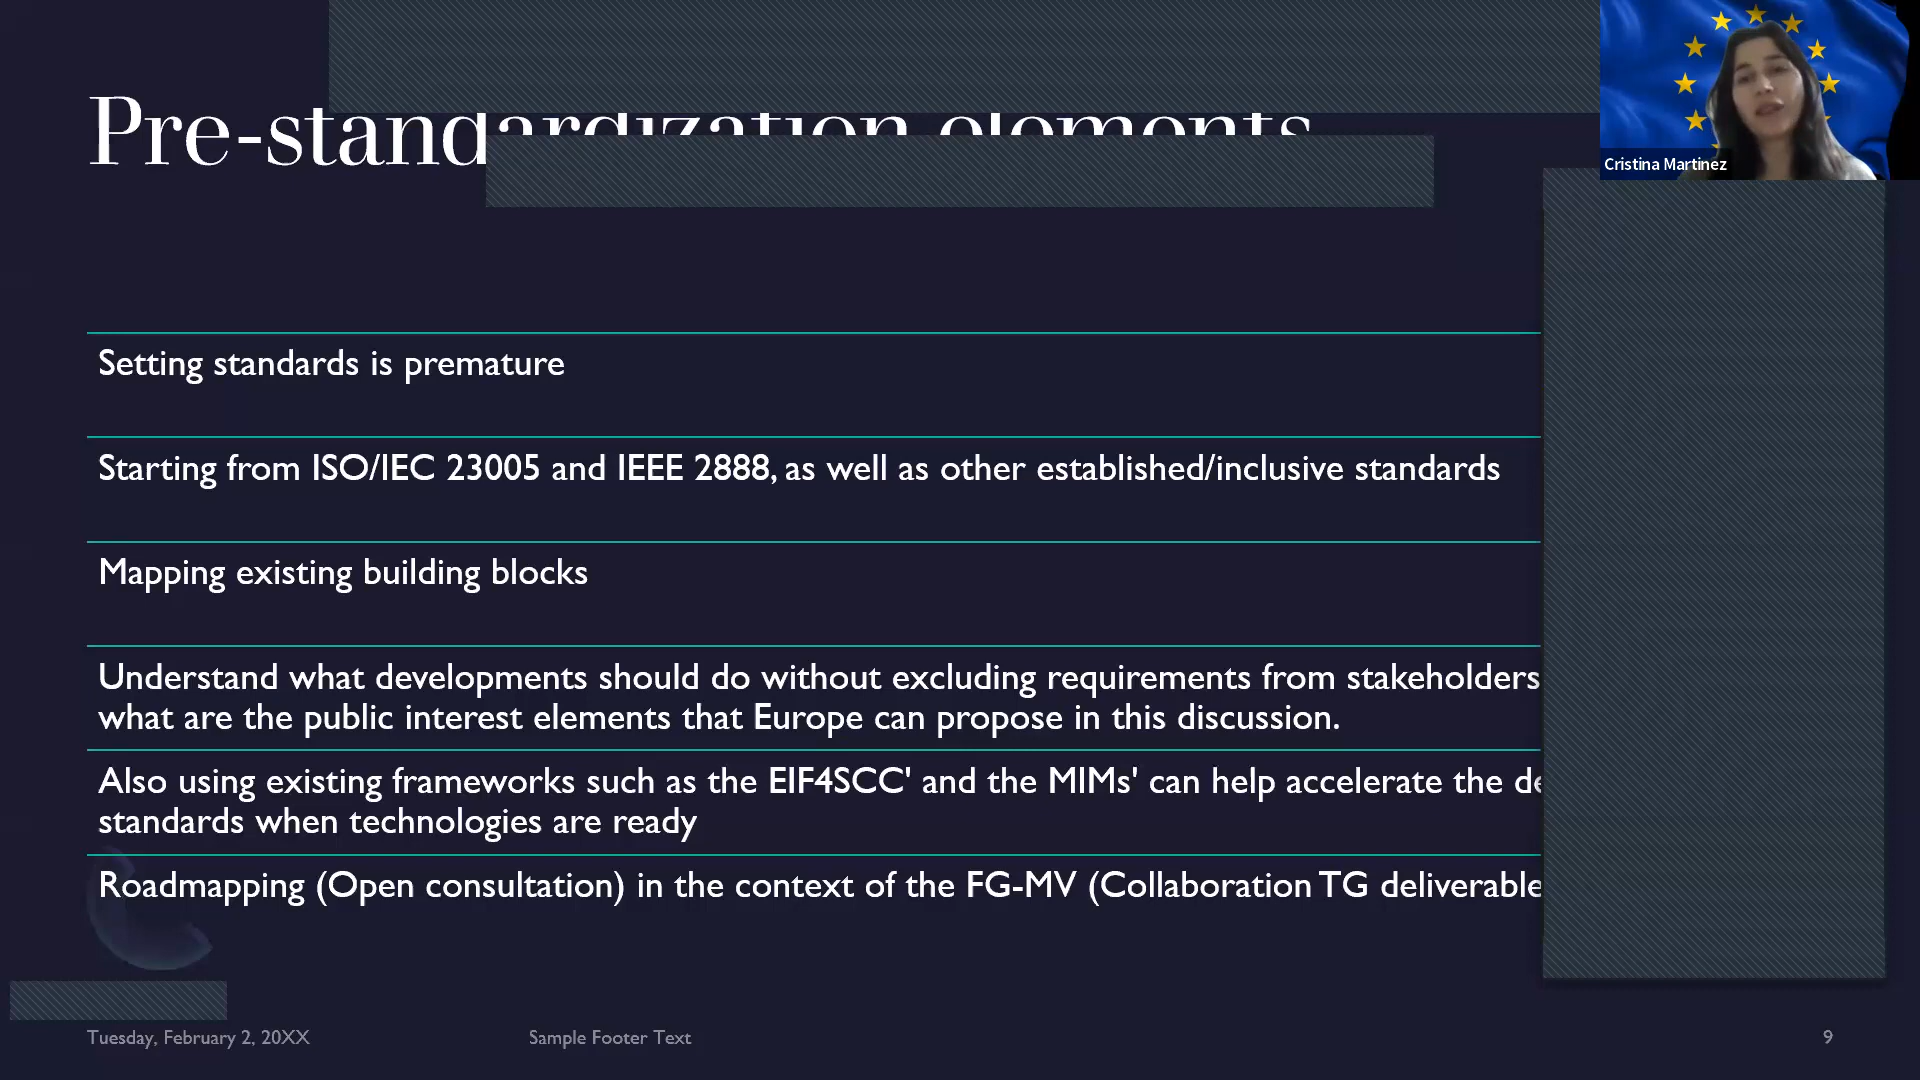 Pre-standardization elements
Cristina Martinez
Setting standards is premature
Starting from ISO/IEC 23005 and IEEE 2888, as well as other established/inclusive standards
Mapping existing building blocks
Understand what developments should do without excluding requirements from stakeholders
what are the public interest elements that Europe can propose in this discussion.
Also using existing frameworks such as the EIF4SCC' and the MIMs' can help accelerate the
standards when technologies are ready
Roadmapping (Open consultation) in the context of the FG-MV (Collaboration TG deliverable
Tuesday, February 2, 20XX
Sample Footer Text
9